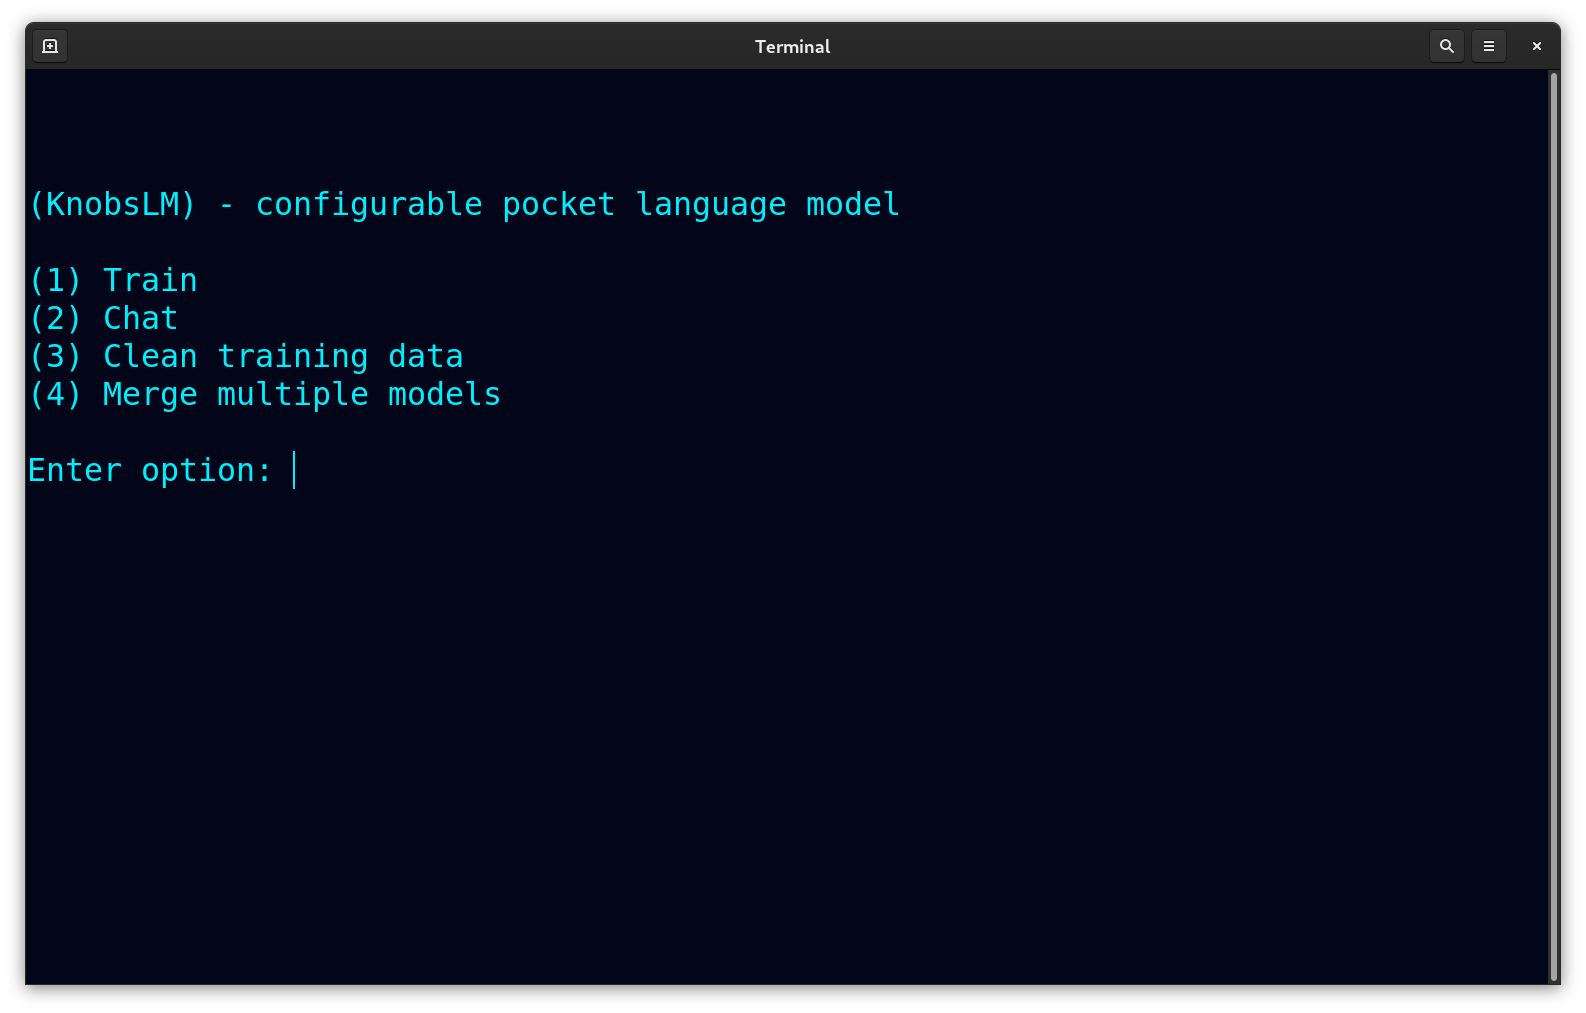 Terminal
(KnobsLM) - configurable pocket language model
(1) Train
(2) Chat
(3) Clean training data
(4) Merge multiple models
Enter option: